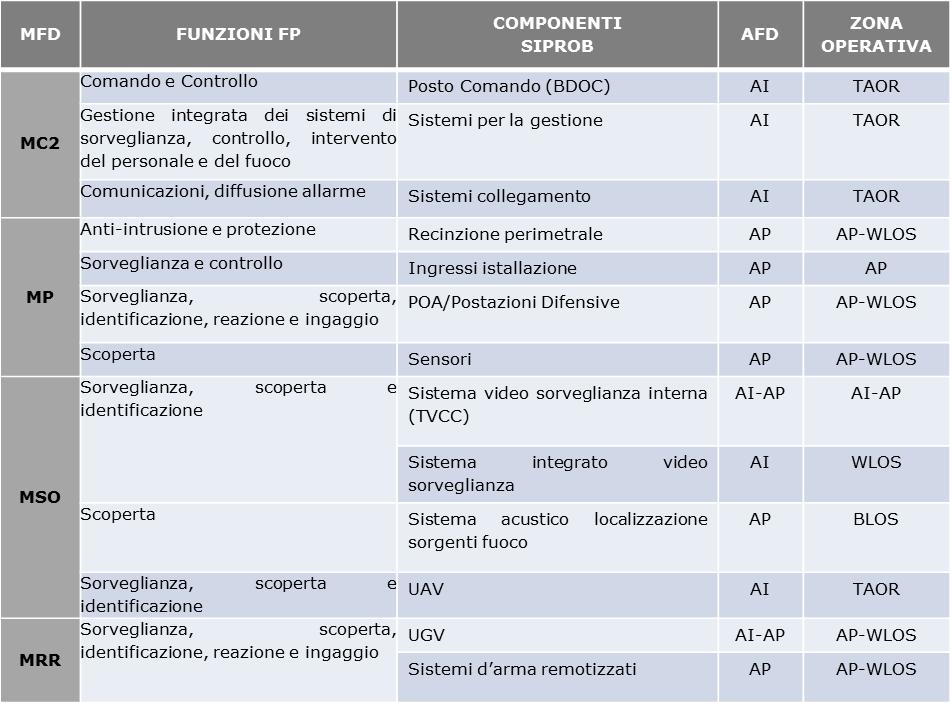 MFD
FUNZIONI FP
COMPONENTI
SIPROB
AFD
ZONA
OPERATIVA
MC2
Comando e Controllo
Posto Comando (BDOC)
AI
TAOR
Gestione integrata dei sistemi di
sorveglianza, controllo, intervento
del personale e del fuoco
Sistemi per la gestione
AI
TAOR
Comunicazioni, diffusione allarme
Sistemi collegamento
AI
TAOR
MP
Anti-intrusione e protezione
Recinzione perimetrale
AP
AP-WLOS
Sorveglianza e controllo
Ingressi istallazione
AP
AP
Sorveglianza, scoperta,
identificazione, reazione e ingaggio
POA/Postazioni Difensive
AP
AP-WLOS
Scoperta
Sensori
AP
AP-WLOS
MSO
Sorveglianza, scoperta e
identificazione
Sistema video sorveglianza interna
(TVCC)
AI-AP
AI-AP
Sistema integrato video
sorveglianza
AI
WLOS
Scoperta
Sistema acustico localizzazione
sorgenti fuoco
AP
BLOS
Sorveglianza, scoperta e
identificazione
UAV
AI
TAOR
MRR
Sorveglianza, scoperta,
identificazione, reazione e ingaggio
UGV
AI-AP
AP-WLOS
Sistemi d’arma remotizzati
AP
AP-WLOS